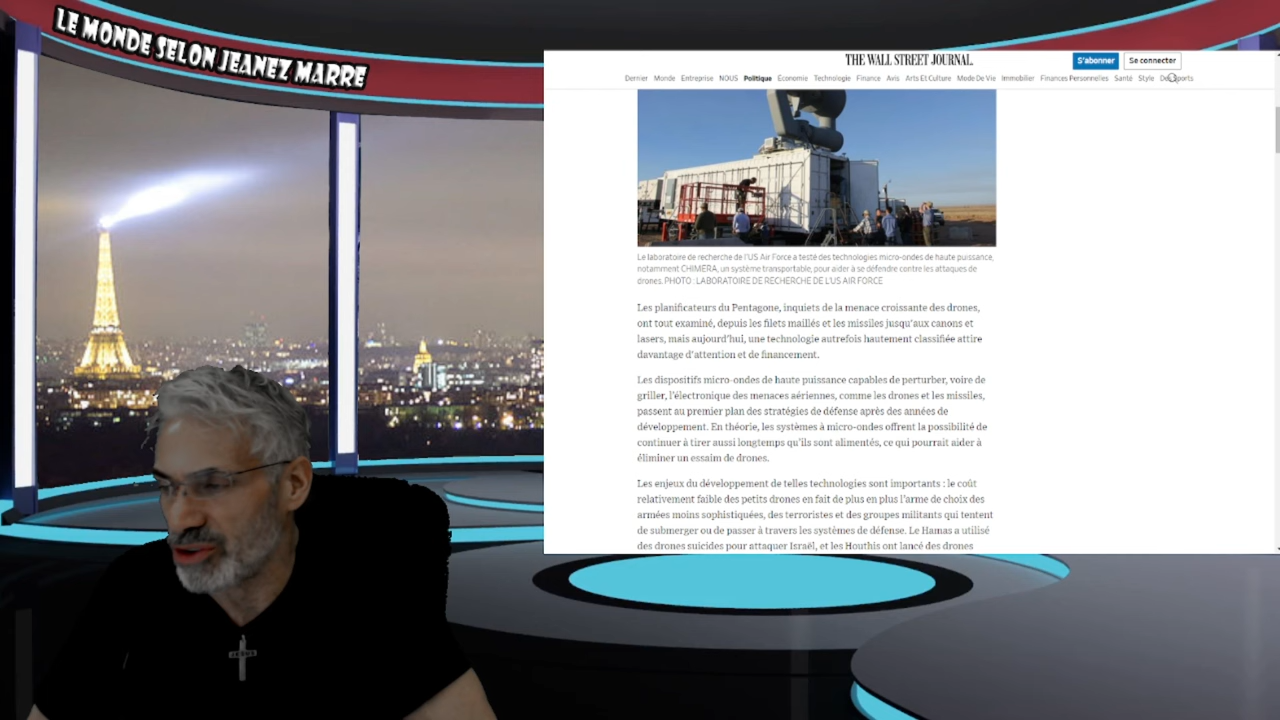 LE MONDE SELON JEANEZ MARRE
THE WALL STREET JOURNAL.
S'abonner
Se connecter
Dernier Monde Entreprise NOUS Politique Économie Technologie Finance Avis Arts Et Culture Mode De Vie Immobilier Finances Personnelles Santé Style
Le laboratoire de recherche de l'US Air Force a testé des technologies micro-ondes de haute puissance,
notamment CHIMERA, un système transportable, pour aider à se défendre contre les attaques de
drones. PHOTO : LABORATOIRE DE RECHERCHE DE L'US AIR FORCE
Les planificateurs du Pentagone, inquiets de la menace croissante des drones,
ont tout examiné, depuis les filets maillés et les missiles jusqu'aux canons et
lasers, mais aujourd'hui, une technologie autrefois hautement classifiée attire
davantage d'attention et de financement.
Les dispositifs micro-ondes de haute puissance capables de perturber, voire de
griller, l'électronique des menaces aériennes, comme les drones et les missiles,
passent au premier plan des stratégies de défense après des années de
développement. En théorie, les systèmes à micro-ondes offrent la possibilité de
continuer à tirer aussi longtemps qu'ils sont alimentés, ce qui pourrait aider à
éliminer un essaim de drones.
Les enjeux du développement de telles technologies sont importants : le coût
relativement faible des petits drones en fait de plus en plus l'arme de choix des
armées moins sophistiquées, des terroristes et des groupes militants qui tentent
de submerger ou de passer à travers les systèmes de défense. Le Hamas a utilisé
des drones suicides pour attaquer Israël, et les Houthis ont lancé des drones
JESUS